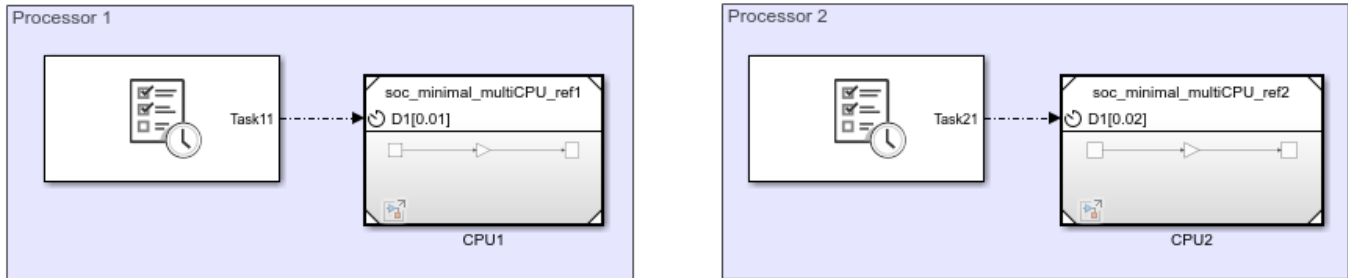 Processor 1
Task11
soc_minimal_multiCPU_ref1
D1[0.01]
CPU1
Processor 2
Task21
soc_minimal_multiCPU_ref2
D1[0.02]
CPU2